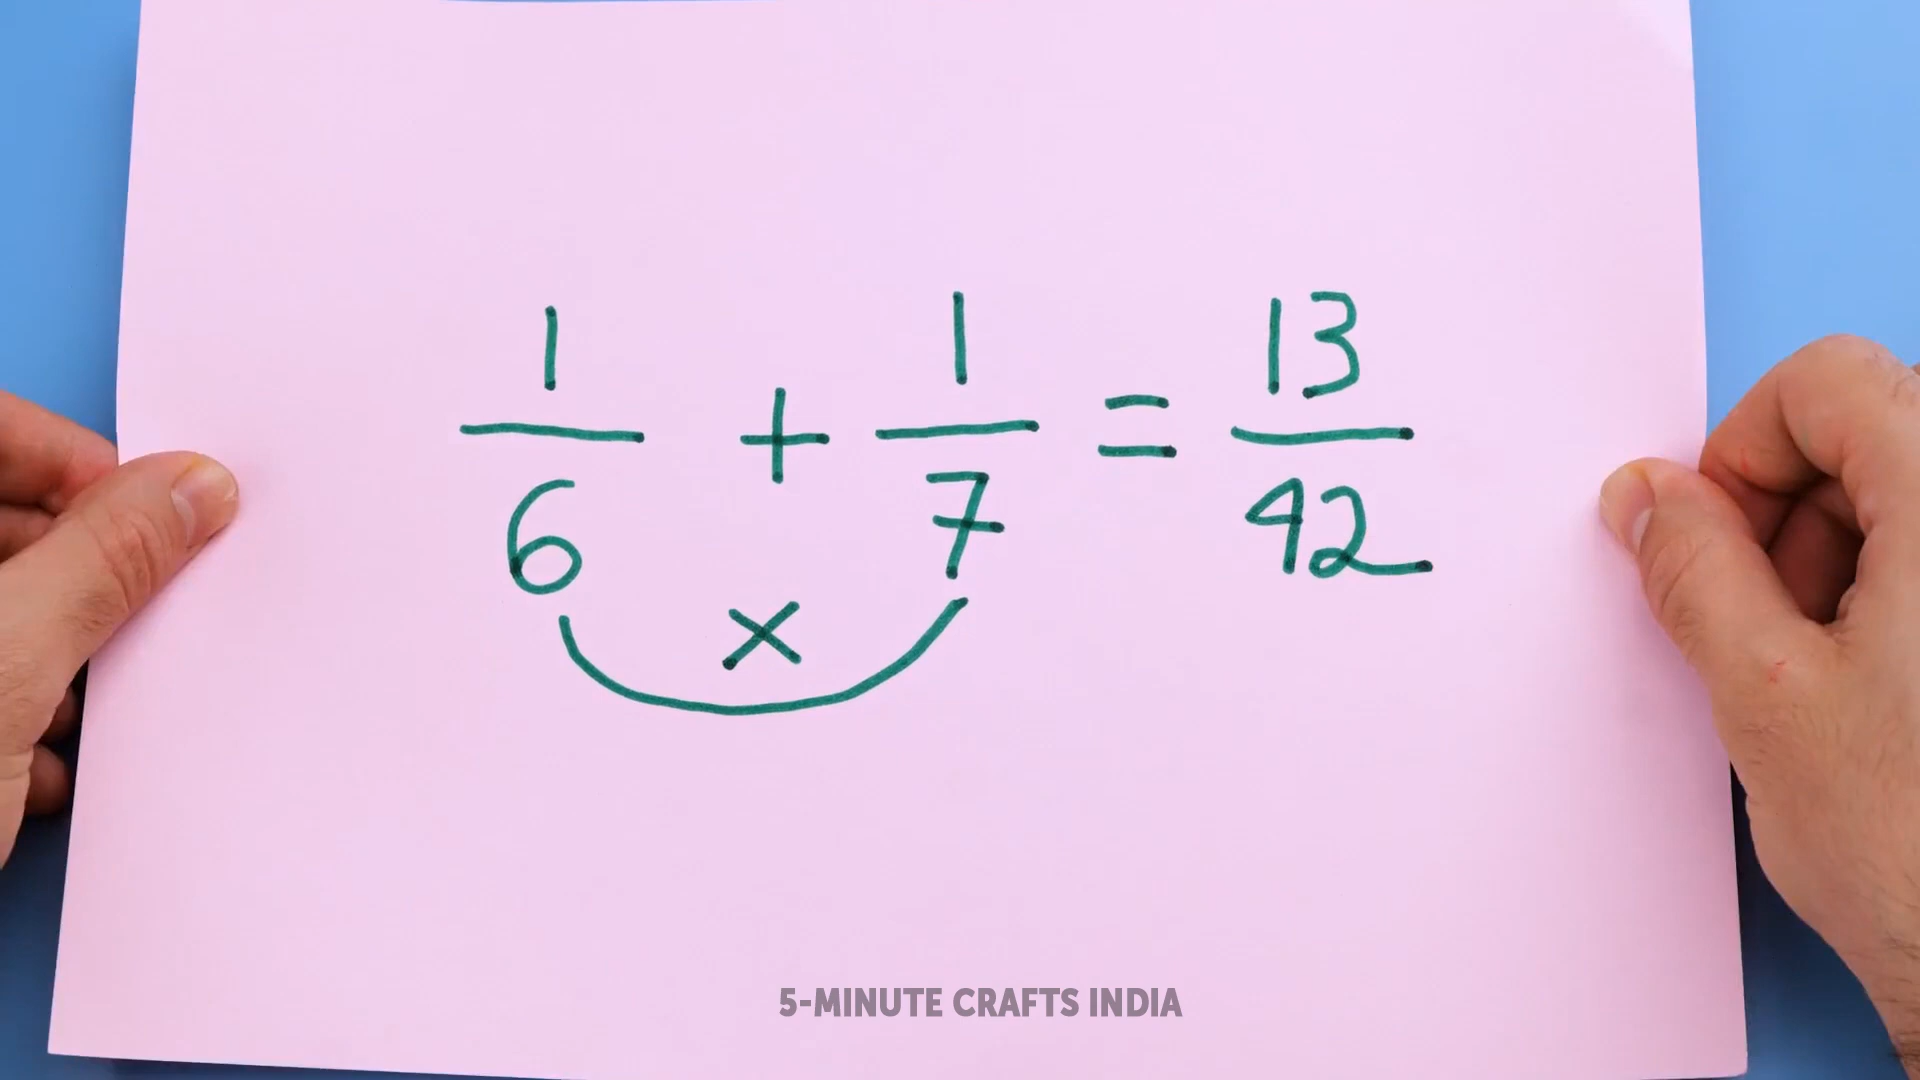 1/6 + 1/7 = 13/42
×
5-MINUTE CRAFTS INDIA